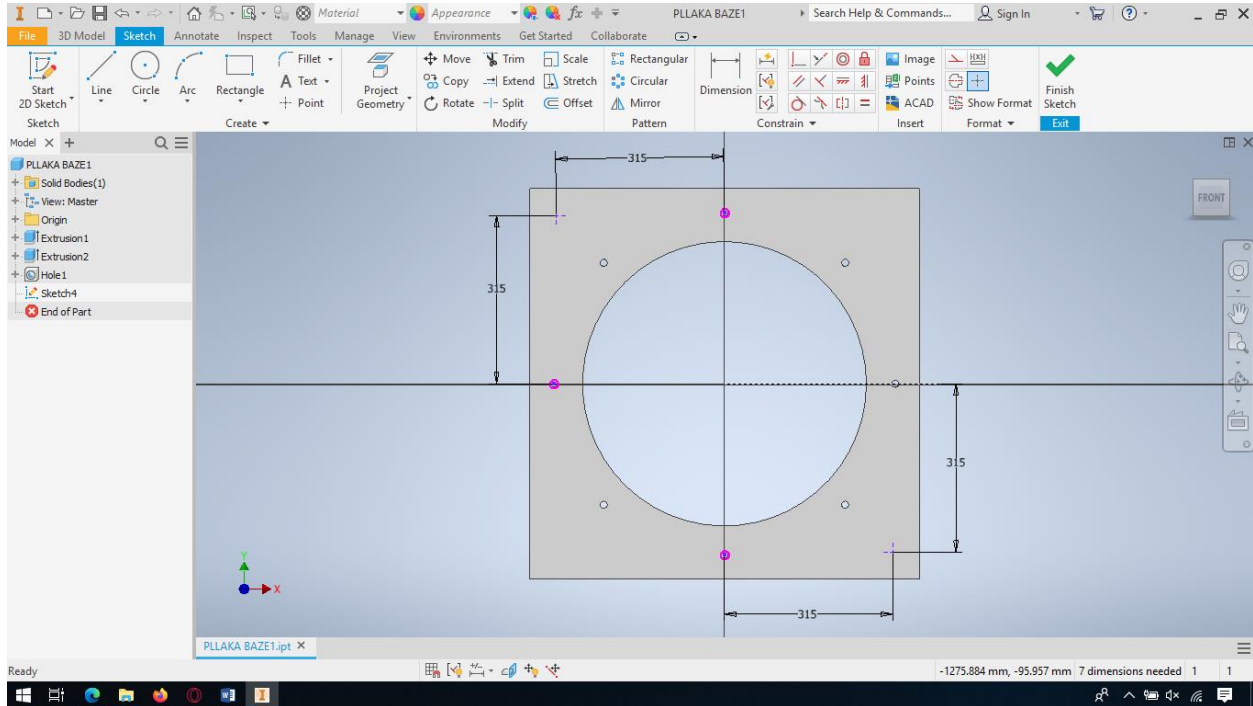 Material Appearance fx PLLAKA BAZE1 Search Help & Commands... Sign In
File 3D Model Sketch Annotate Inspect Tools Manage View Environments Get Started Collaborate
Fillet Move Trim Scale Rectangular Image
Start 2D Sketch Line Circle Arc Rectangle Text Project Geometry Copy Extend Stretch Circular Dimension Points Finish Sketch
Point Rotate Split Offset Mirror ACAD Show Format
Sketch Create Modify Pattern Constrain Insert Format Exit
Model
PLLAKA BAZE1
Solid Bodies(1)
View: Master
Origin
Extrusion1
Extrusion2
Hole1
Sketch4
End of Part
315
FRONT
315
315
315
Y
X
PLLAKA BAZE1.ipt
Ready -1275.884 mm, -95.957 mm 7 dimensions needed 1 1